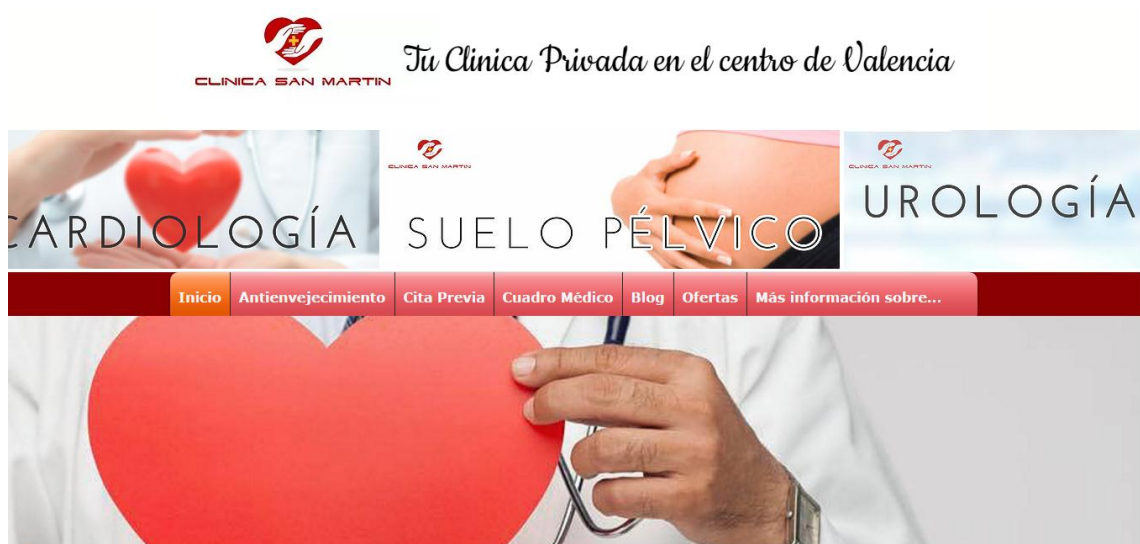 CLINICA SAN MARTIN
Tu Clinica Privada en el centro de Valencia
CARDIOLOGÍA
CLINICA SAN MARTIN
SUELO PÉLVICO
CLINICA SAN MARTIN
UROLOGÍA
Inicio
Antienvejecimiento
Cita Previa
Cuadro Médico
Blog
Ofertas
Más información sobre...